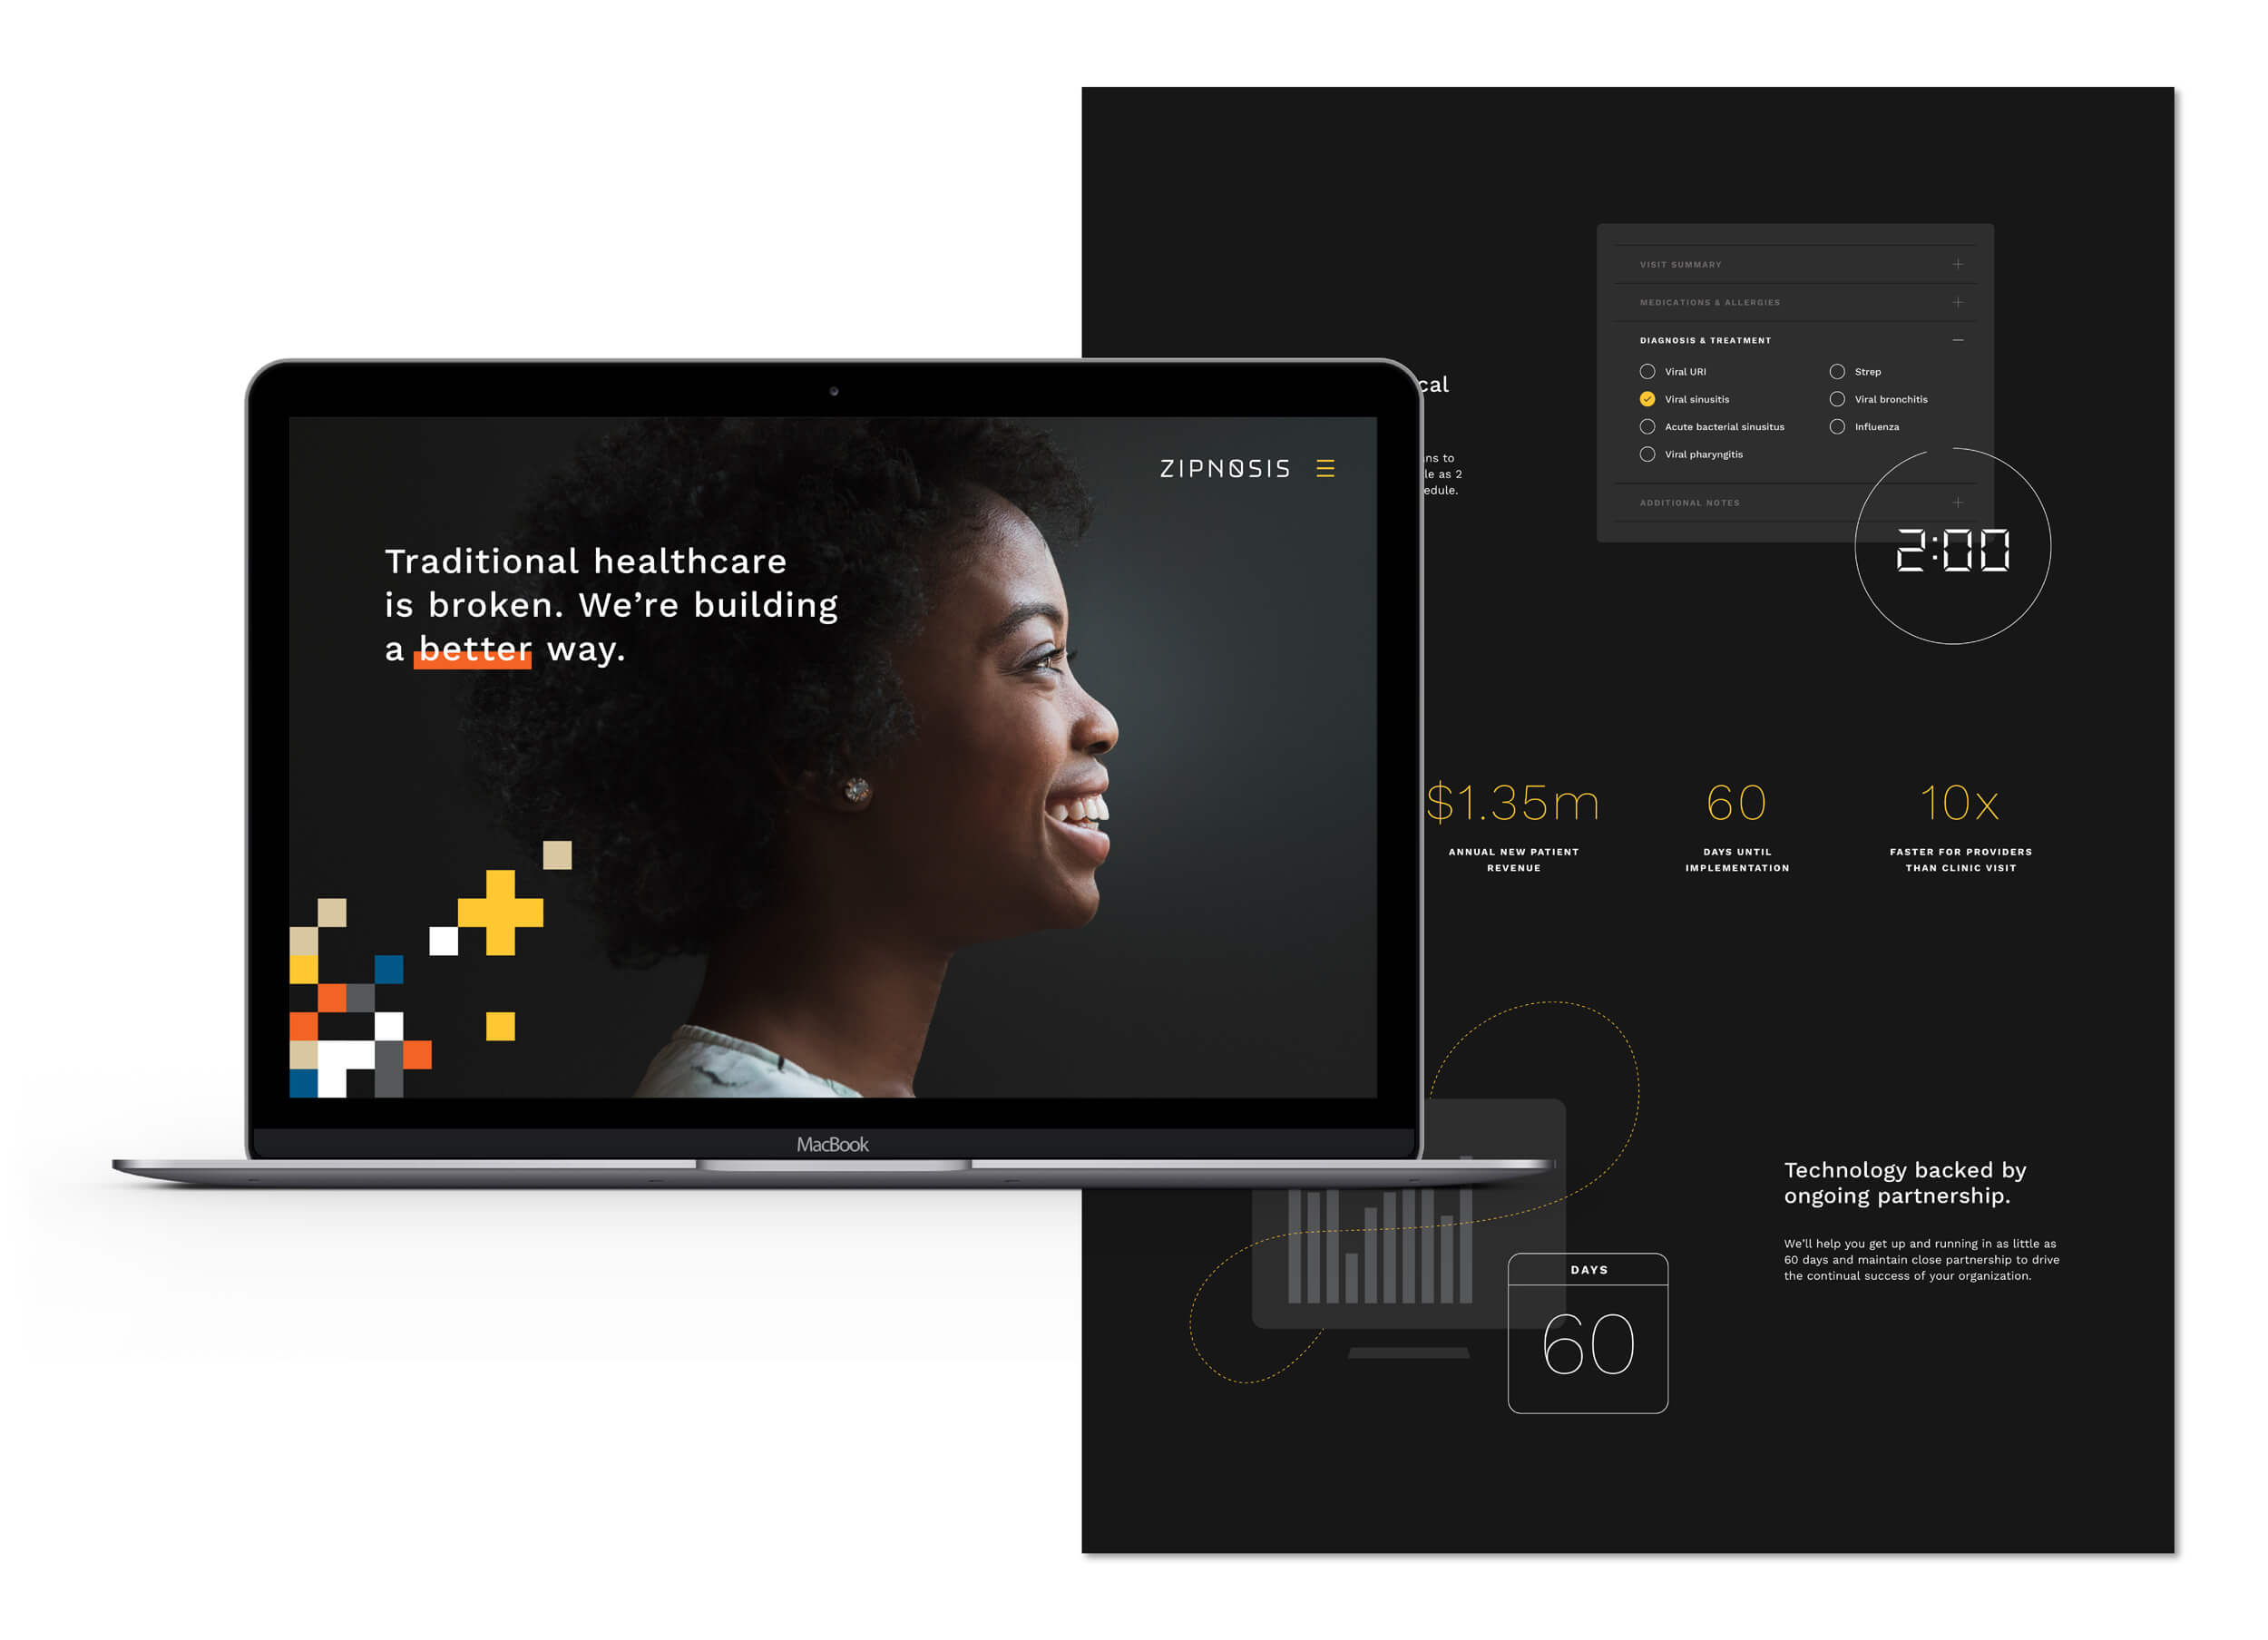 ZIPNOSIS
Traditional healthcare
is broken. We’re building
a better way.
MacBook
VISIT SUMMARY
MEDICATIONS & ALLERGIES
DIAGNOSIS & TREATMENT
Viral URI
Strep
Viral sinusitis
Viral bronchitis
Acute bacterial sinusitus
Influenza
Viral pharyngitis
ADDITIONAL NOTES
2:00
to
as 2
$1.35m
ANNUAL NEW PATIENT
REVENUE
60
DAYS UNTIL
IMPLEMENTATION
10x
FASTER FOR PROVIDERS
THAN CLINIC VISIT
Technology backed by
ongoing partnership.
We’ll help you get up and running in as little as
60 days and maintain close partnership to drive
the continual success of your organization.
DAYS
60